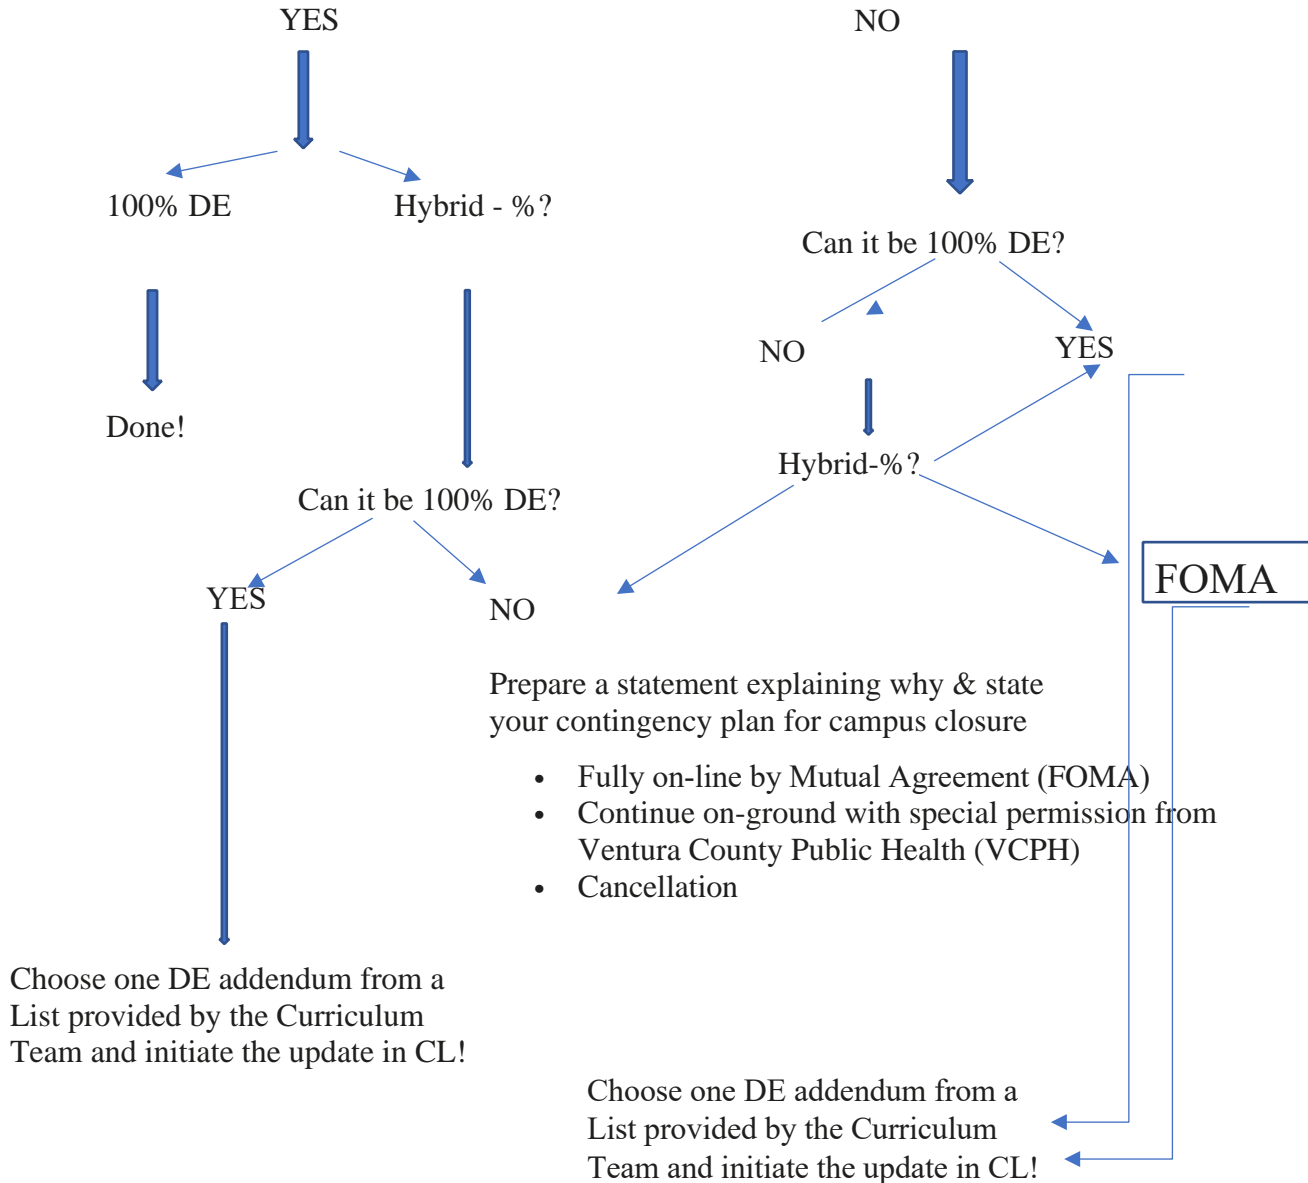 YES
NO
100% DE
Hybrid - %?
Can it be 100% DE?
NO
YES
Done!
Hybrid-%?
Can it be 100% DE?
FOMA
YES
NO
Prepare a statement explaining why & state
your contingency plan for campus closure
• Fully on-line by Mutual Agreement (FOMA)
• Continue on-ground with special permission from
Ventura County Public Health (VCPH)
• Cancellation
Choose one DE addendum from a
List provided by the Curriculum
Team and initiate the update in CL!
Choose one DE addendum from a
List provided by the Curriculum
Team and initiate the update in CL!